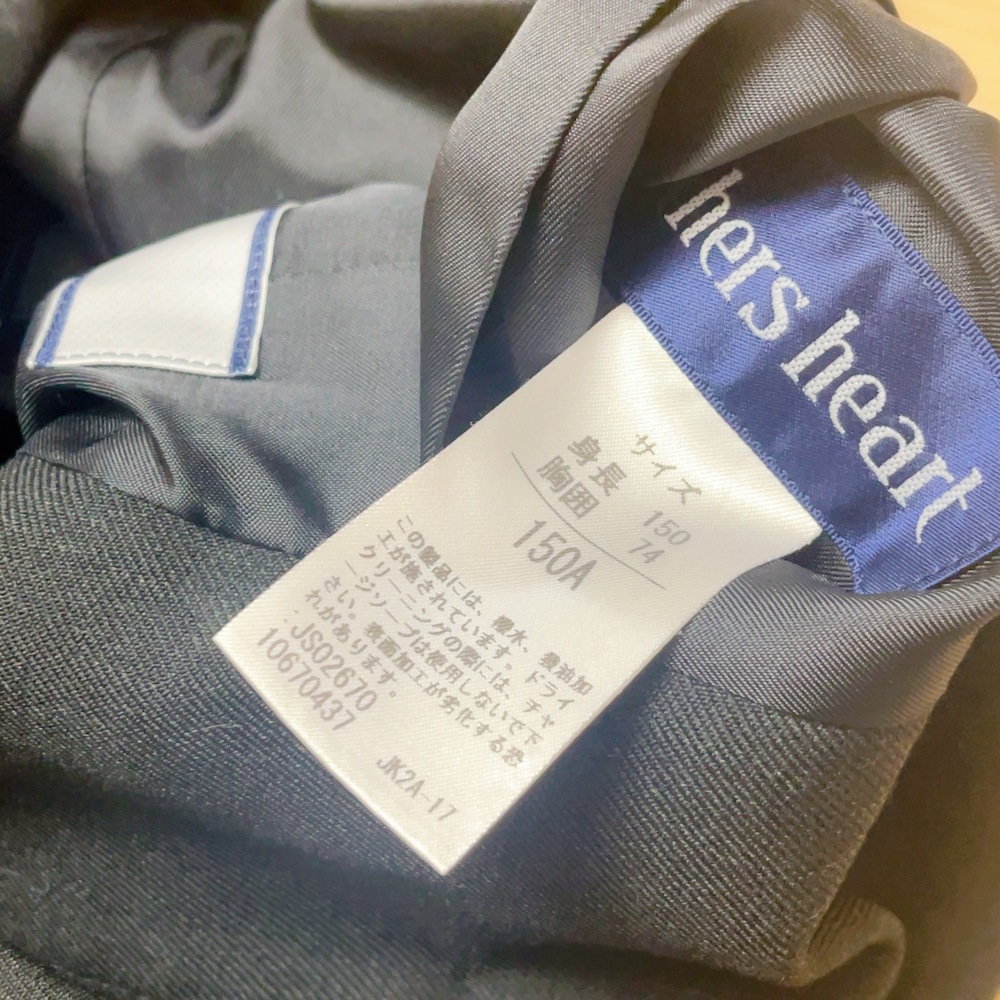 hers heart
サイズ
身長 150
胸囲 74
150A
この製品には、撥水、撥油加
工が施されています。ドライ
クリーニングの際には、チャ
ージソープは使用しないで下
さい。表面加工が劣化する恐
れがあります。
JS02670
10670437
JK2A-17